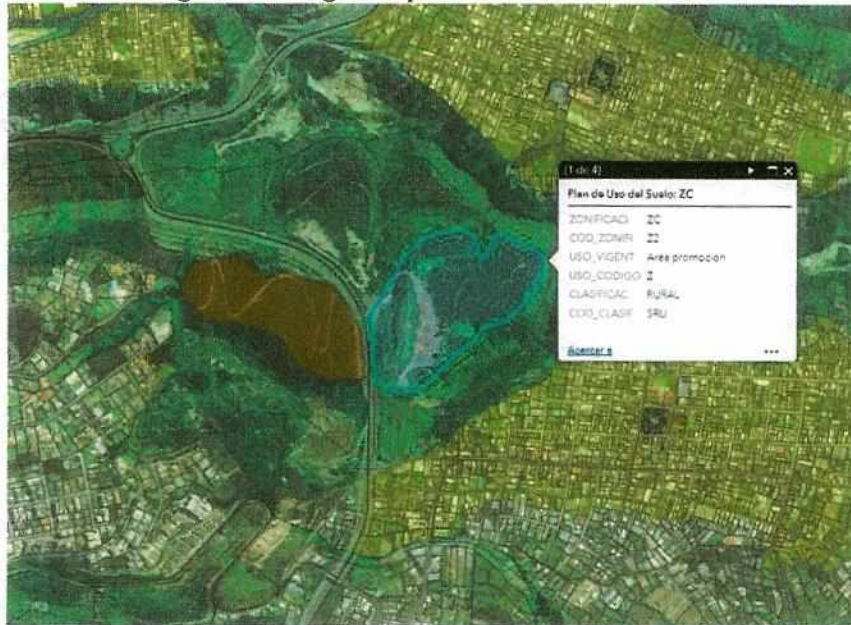 (1 de 4)
Plan de Uso del Suelo: ZC
ZONIFICACI ZC
COD_ZONIFI Z2
USO_VIGENT Area promocion
USO_CODIGO Z
CLASIFICAC RURAL
COD_CLASIF SRU
Acercar a